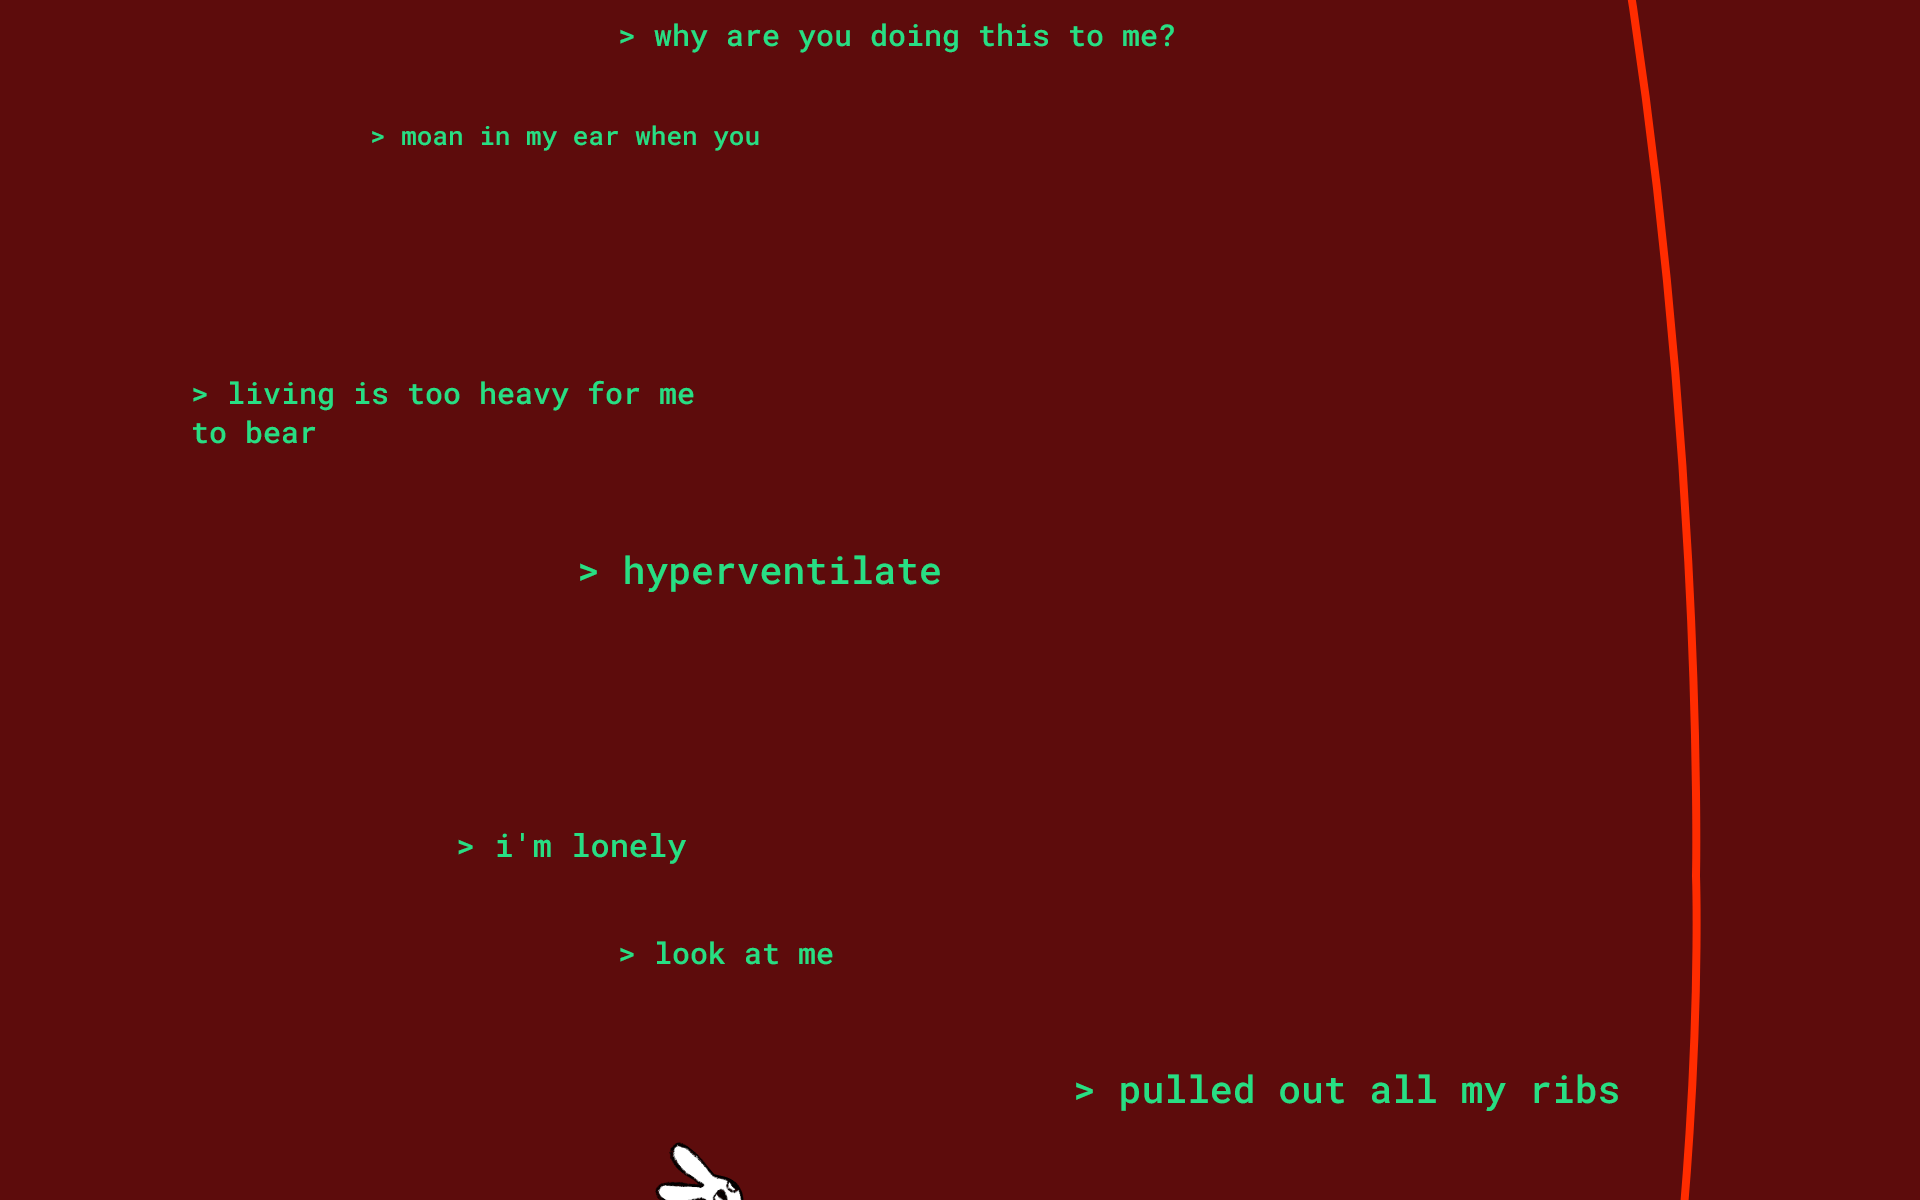 > why are you doing this to me?
> moan in my ear when you
> living is too heavy for me
to bear
> hyperventilate
> i'm lonely
> look at me
> pulled out all my ribs